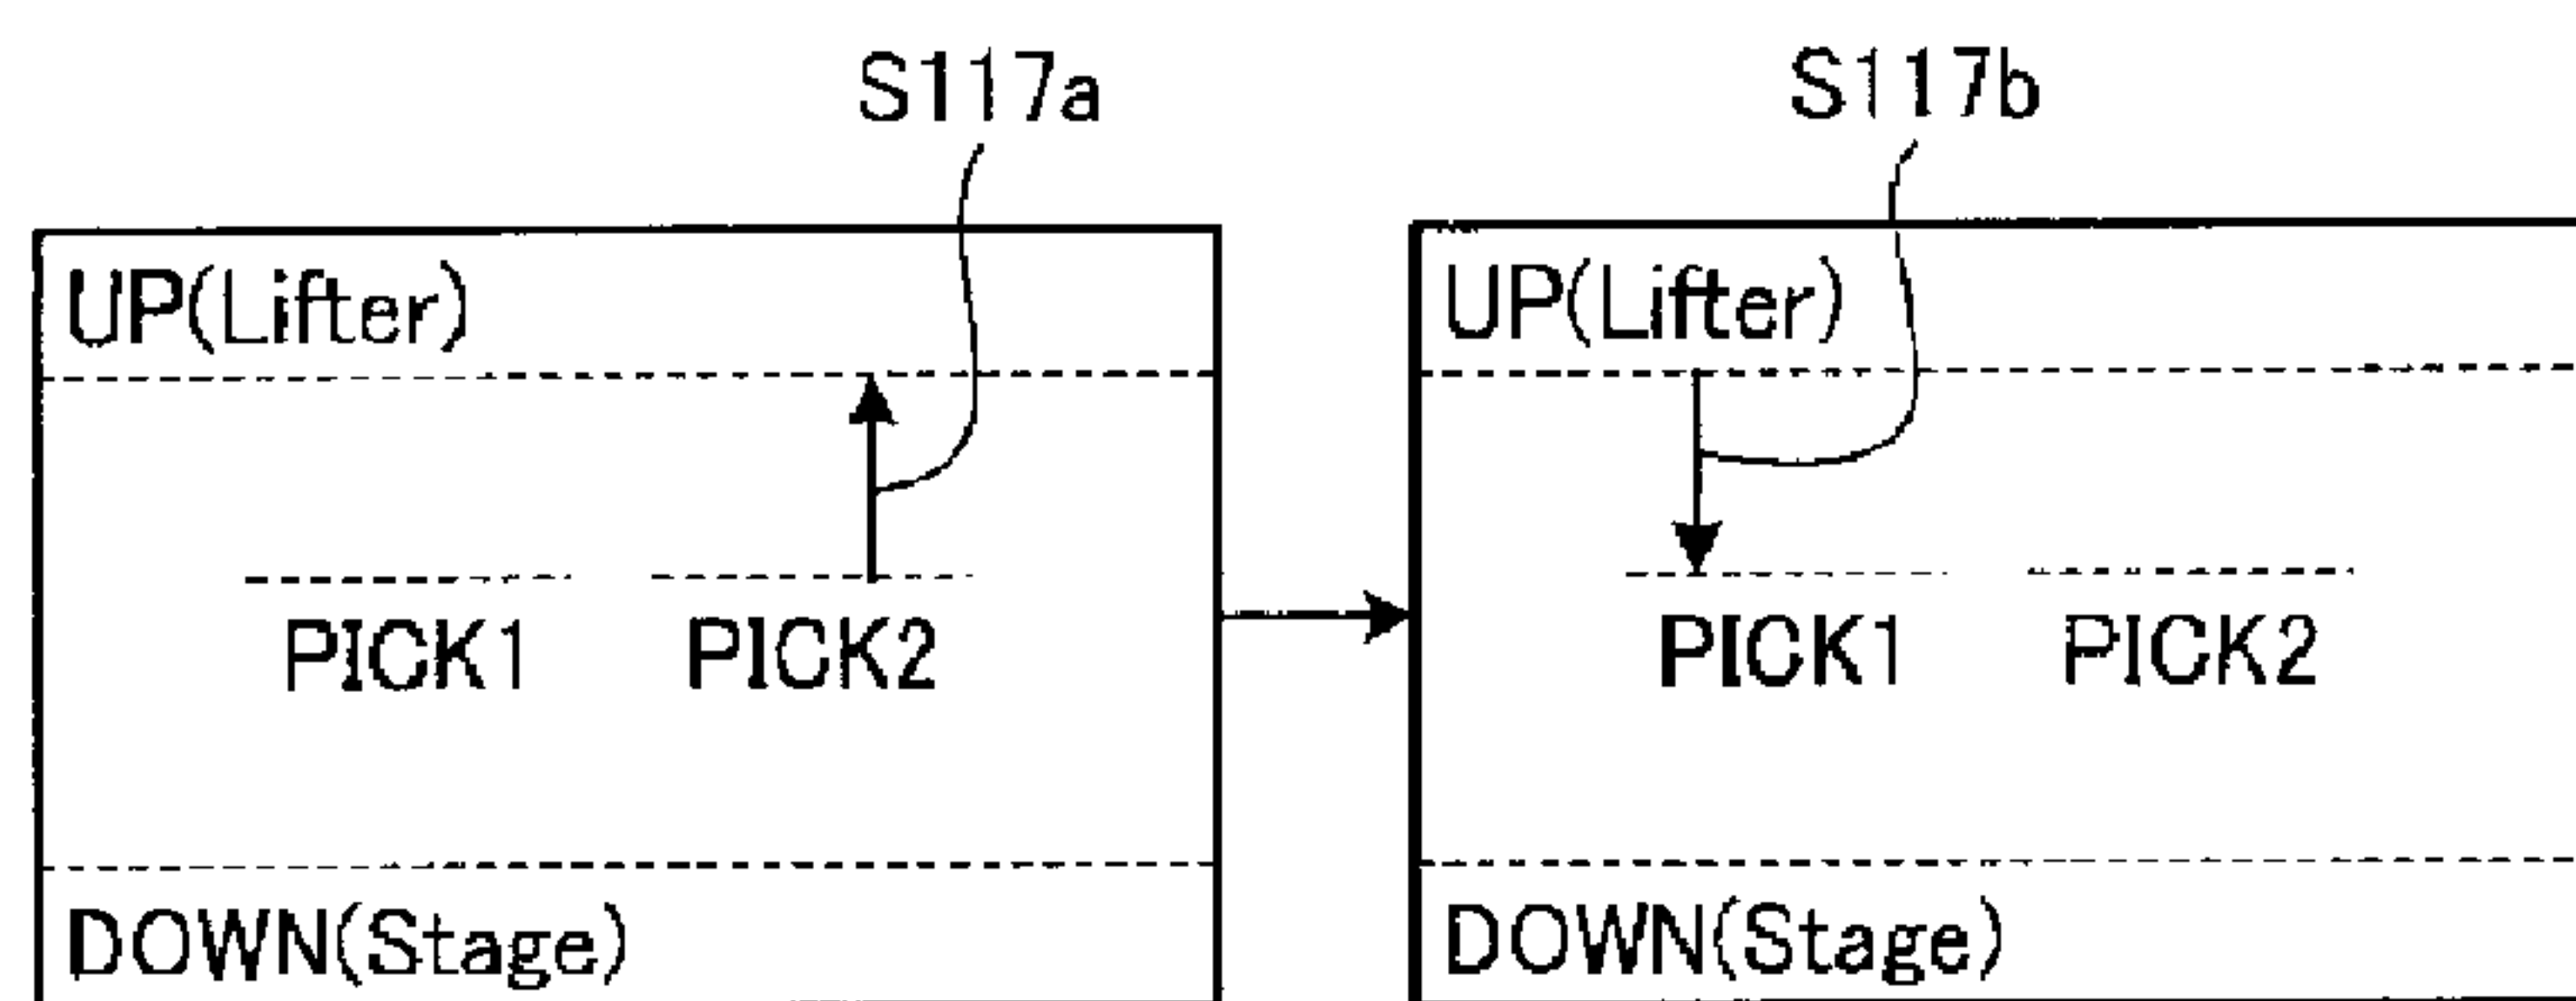 S117a
S117b
UP(Lifter)
PICK1 PICK2
DOWN(Stage)
UP(Lifter)
PICK1 PICK2
DOWN(Stage)